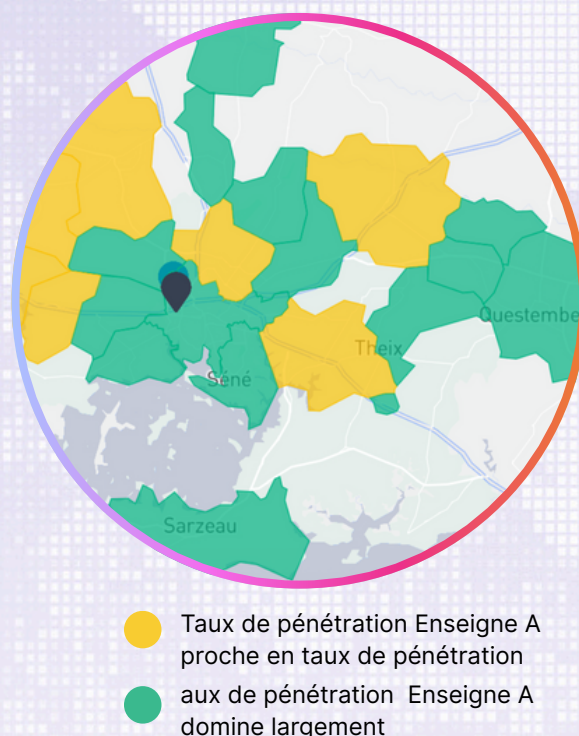 Questembe
Theix
Séné
Sarzeau
Taux de pénétration Enseigne A
proche en taux de pénétration
aux de pénétration  Enseigne A
domine largement